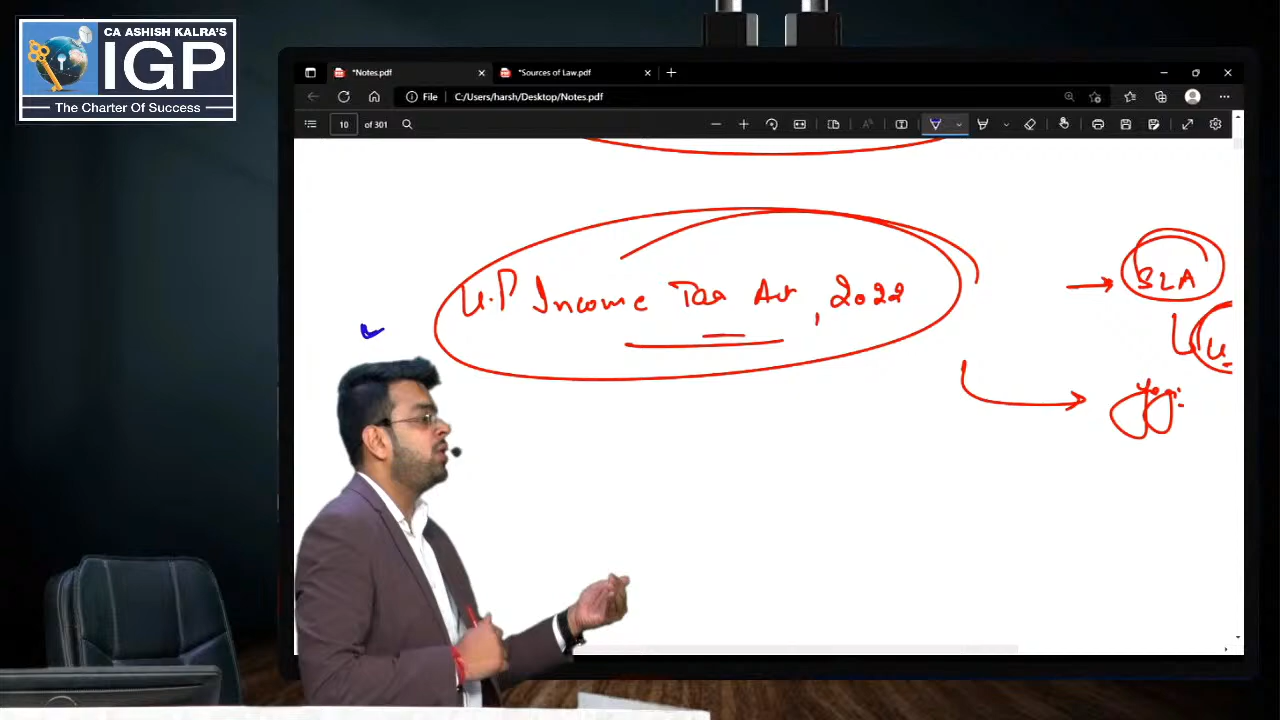 CA ASHISH KALRA'S
IGP
The Charter Of Success
*Notes.pdf
*Sources of Law.pdf
File C:/Users/harsh/Desktop/Notes.pdf
10 of 301
U.P Income Tax Act, 2022
SLA
U
yogi